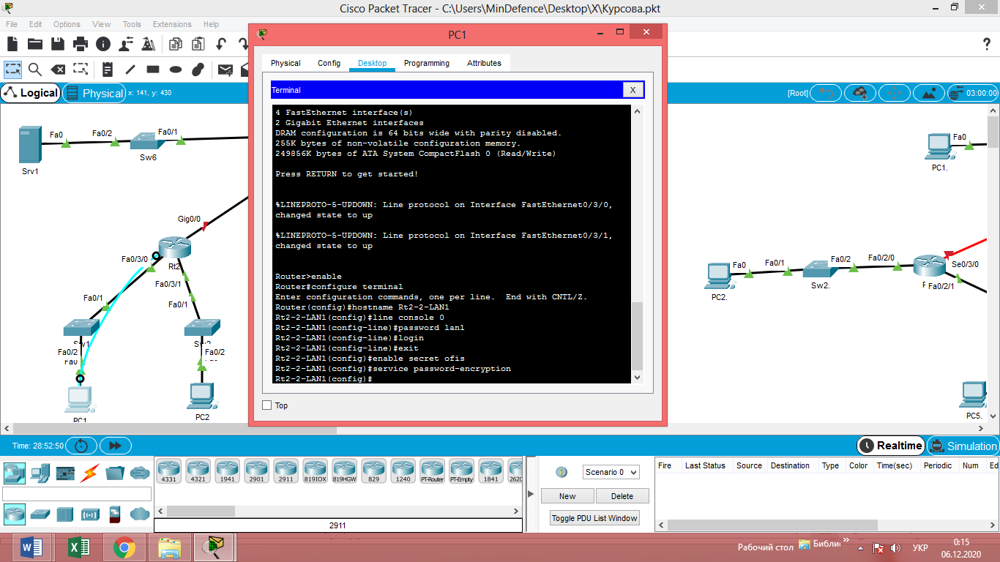 Cisco Packet Tracer - C:\Users\MinDefence\Desktop\X\Курсова.pkt
File Edit Options View Tools Extensions Help
Logical
Physical
x: 141, y: 430
[Root]
03:00:00
PC1
Physical Config Desktop Programming Attributes
Terminal
X
4 FastEthernet interface(s)
2 Gigabit Ethernet interfaces
DRAM configuration is 64 bits wide with parity disabled.
255K bytes of non-volatile configuration memory.
249856K bytes of ATA System CompactFlash 0 (Read/Write)
Press RETURN to get started!
%LINEPROTO-5-UPDOWN: Line protocol on Interface FastEthernet0/3/0,
changed state to up
%LINEPROTO-5-UPDOWN: Line protocol on Interface FastEthernet0/3/1,
changed state to up
Router>enable
Router#configure terminal
Enter configuration commands, one per line. End with CNTL/Z.
Router(config)#hostname Rt2-2-LAN1
Rt2-2-LAN1(config)#line console 0
Rt2-2-LAN1(config-line)#password lan1
Rt2-2-LAN1(config-line)#login
Rt2-2-LAN1(config-line)#exit
Rt2-2-LAN1(config)#enable secret ofis
Rt2-2-LAN1(config)#service password-encryption
Rt2-2-LAN1(config)#
Top
Fa0
Fa0/2
Fa0/1
Sw6
Srv1
Gig0/0
Fa0/3/0
Rt2
Fa0/3/1
Fa0/1
Fa0/1
Fa0/2
Fa0
Fa0/2
PC1
PC2
Fa0
PC1.
Fa0
Fa0/1
Fa0/2
Fa0/2/0
Se0/3/0
Fa0/2/1
PC2.
Sw2.
PC5.
Time: 28:52:50
Realtime
Simulation
4331 4321 1941 2901 2911 819IOX 819HGW 829 1240 PT-Router PT-Empty 1841 2620
2911
Scenario 0
New
Delete
Toggle PDU List Window
Fire Last Status Source Destination Type Color Time(sec) Periodic Num Edi
Рабочий стол
Библи
УКР
0:15
06.12.2020